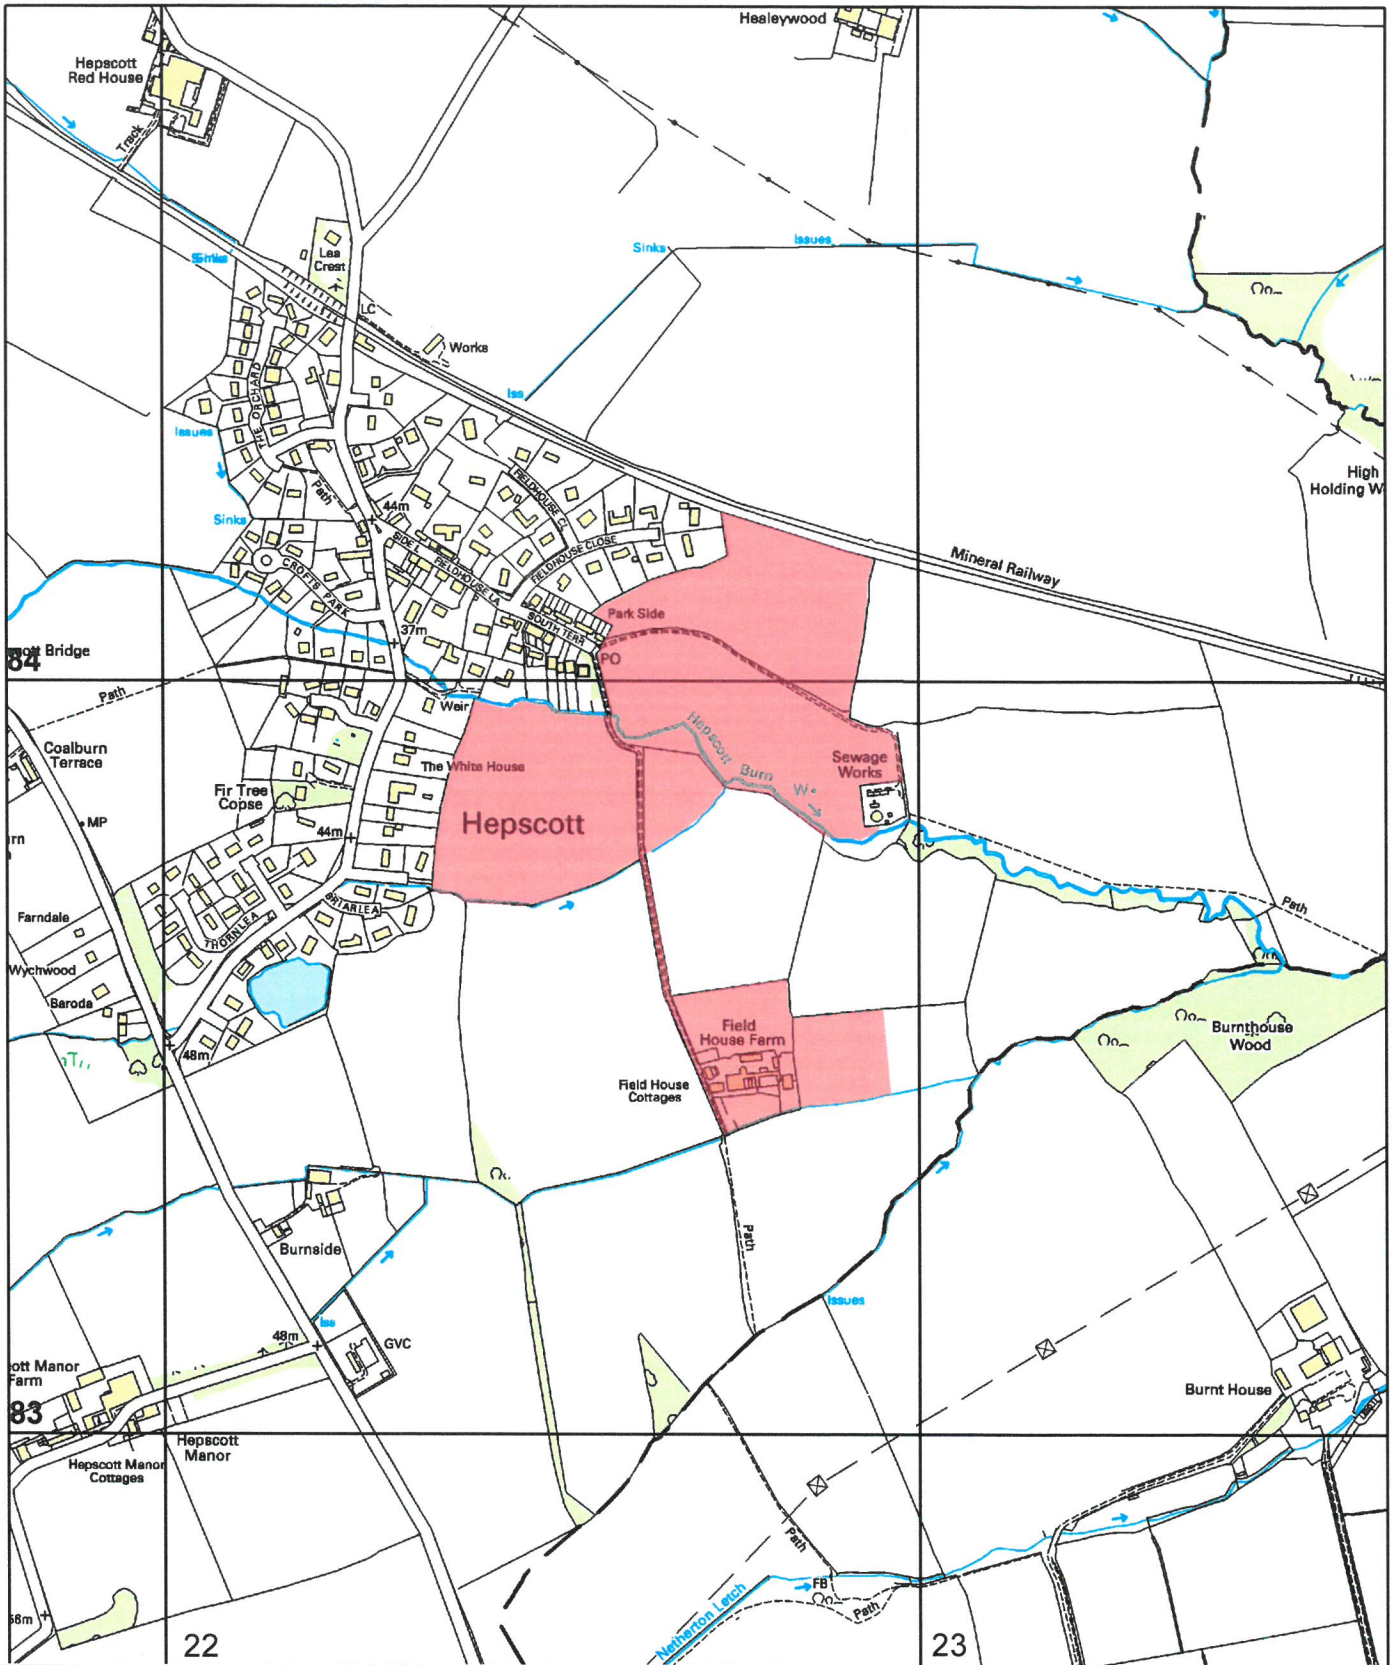 Healeywood
Hepscott
Red House
Track
Sinks
Lea
Crest
LC
Works
Sinks
Issues
Iss
THE ORCHARD
Issues
Path
Sinks
44m
FIELDHOUSE CL
SIDE L
FIELDHOUSE LA
FIELDHOUSE CLOSE
CROFTS PARK
SOUTH TERR
37m
Park Side
PO
High
Mineral Railway
84
Bridge
Path
Weir
Coalburn
Terrace
The White House
Fir Tree
Copse
MP
44m
Hepscott
Hepscott Burn
W
Sewage
Works
BRIARLEA
THORNLEA
Farndale
Wychwood
Baroda
48m
Path
Burnthouse
Wood
Field
House Farm
Field House
Cottages
Burnside
Path
Issues
Iss
48m
GVC
Manor
Farm
83
Burnt House
Hepscott
Manor
Hepscott Manor
Cottages
Path
FB
Path
Netherton Letch
22
23